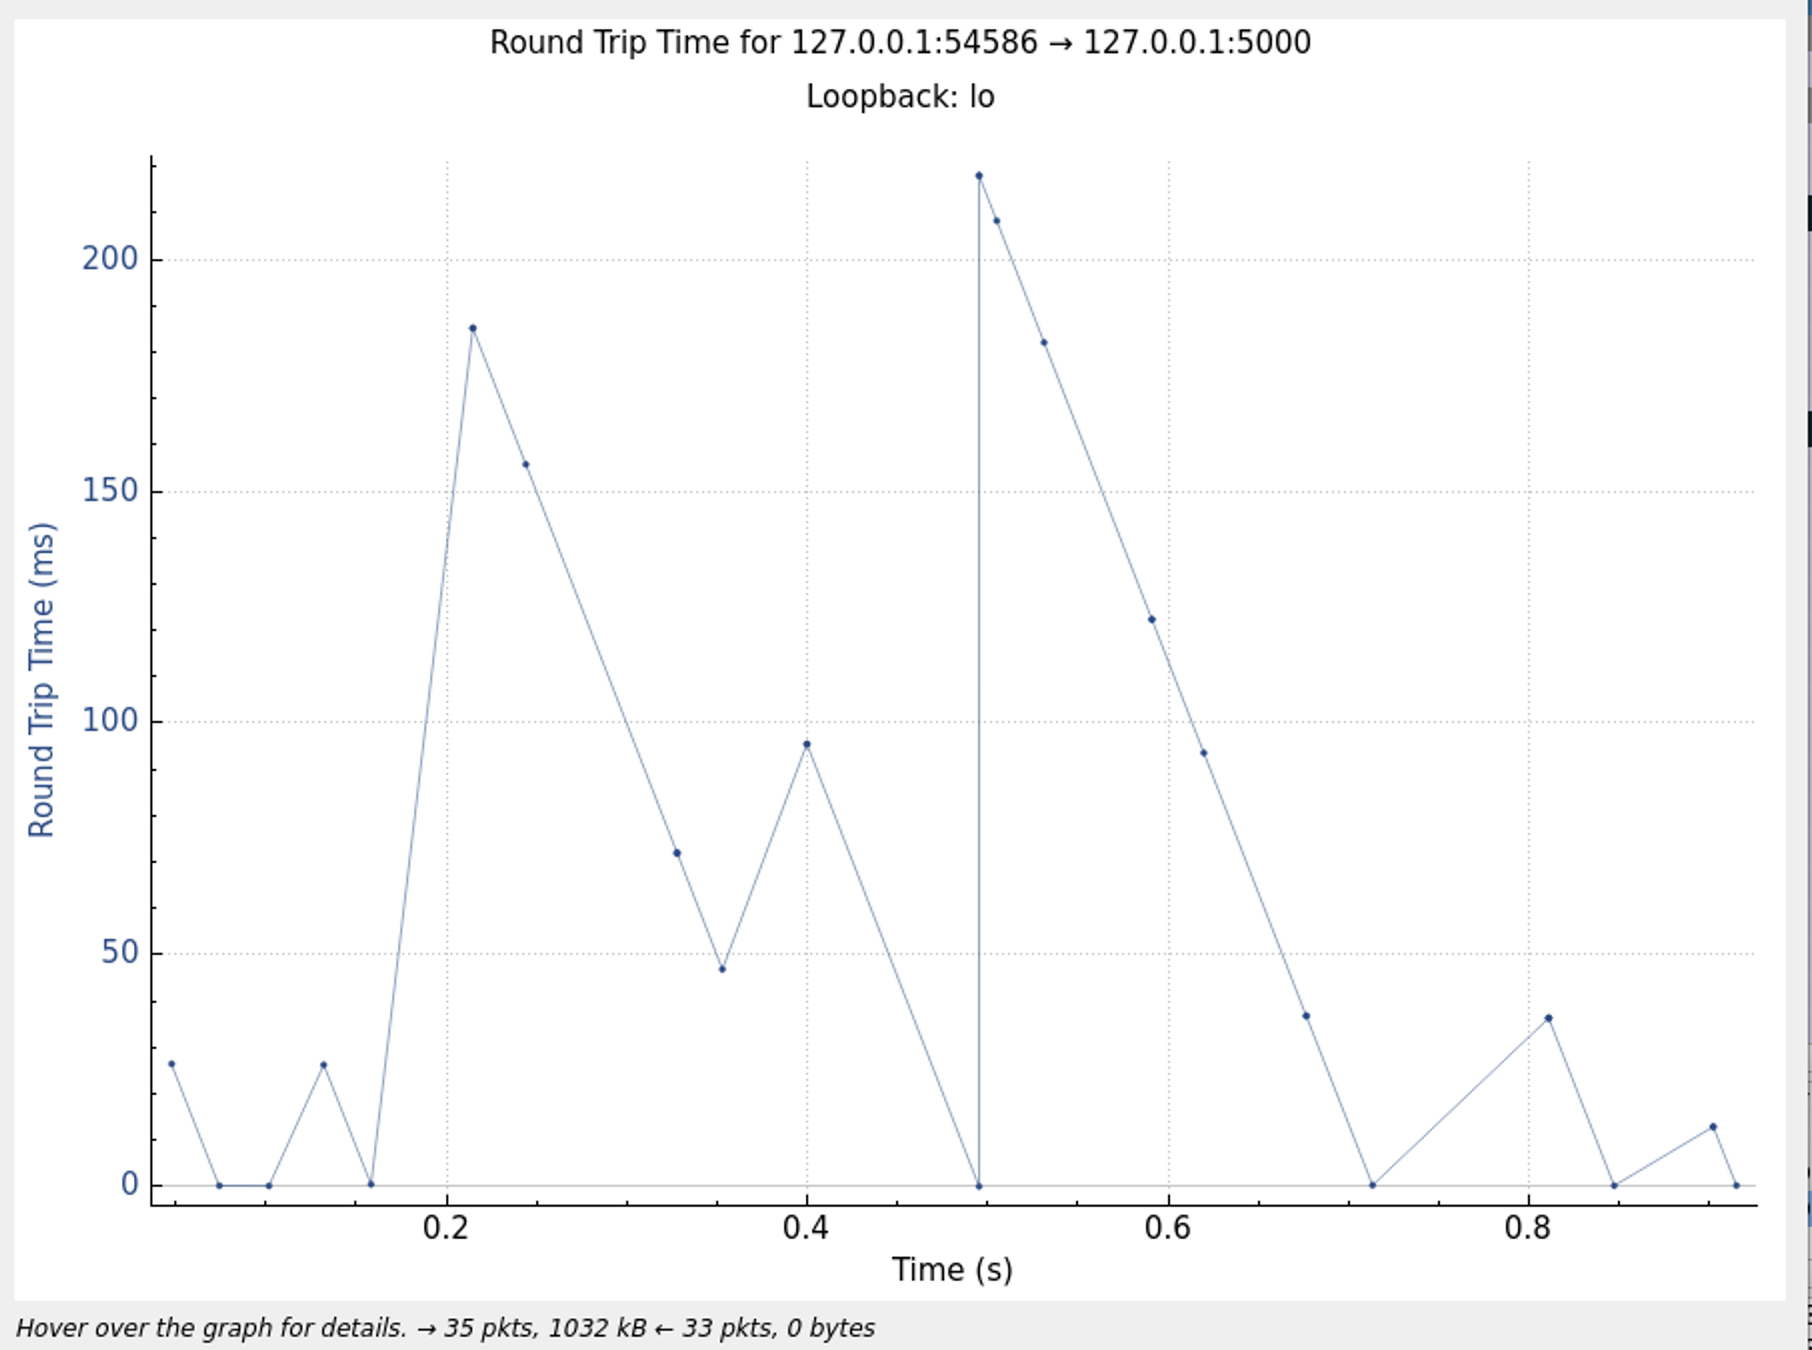 Round Trip Time for 127.0.0.1:54586 → 127.0.0.1:5000
Loopback: lo
Round Trip Time (ms)
200
150
100
50
0
0.2 0.4 0.6 0.8
Time (s)
Hover over the graph for details. → 35 pkts, 1032 kB ← 33 pkts, 0 bytes